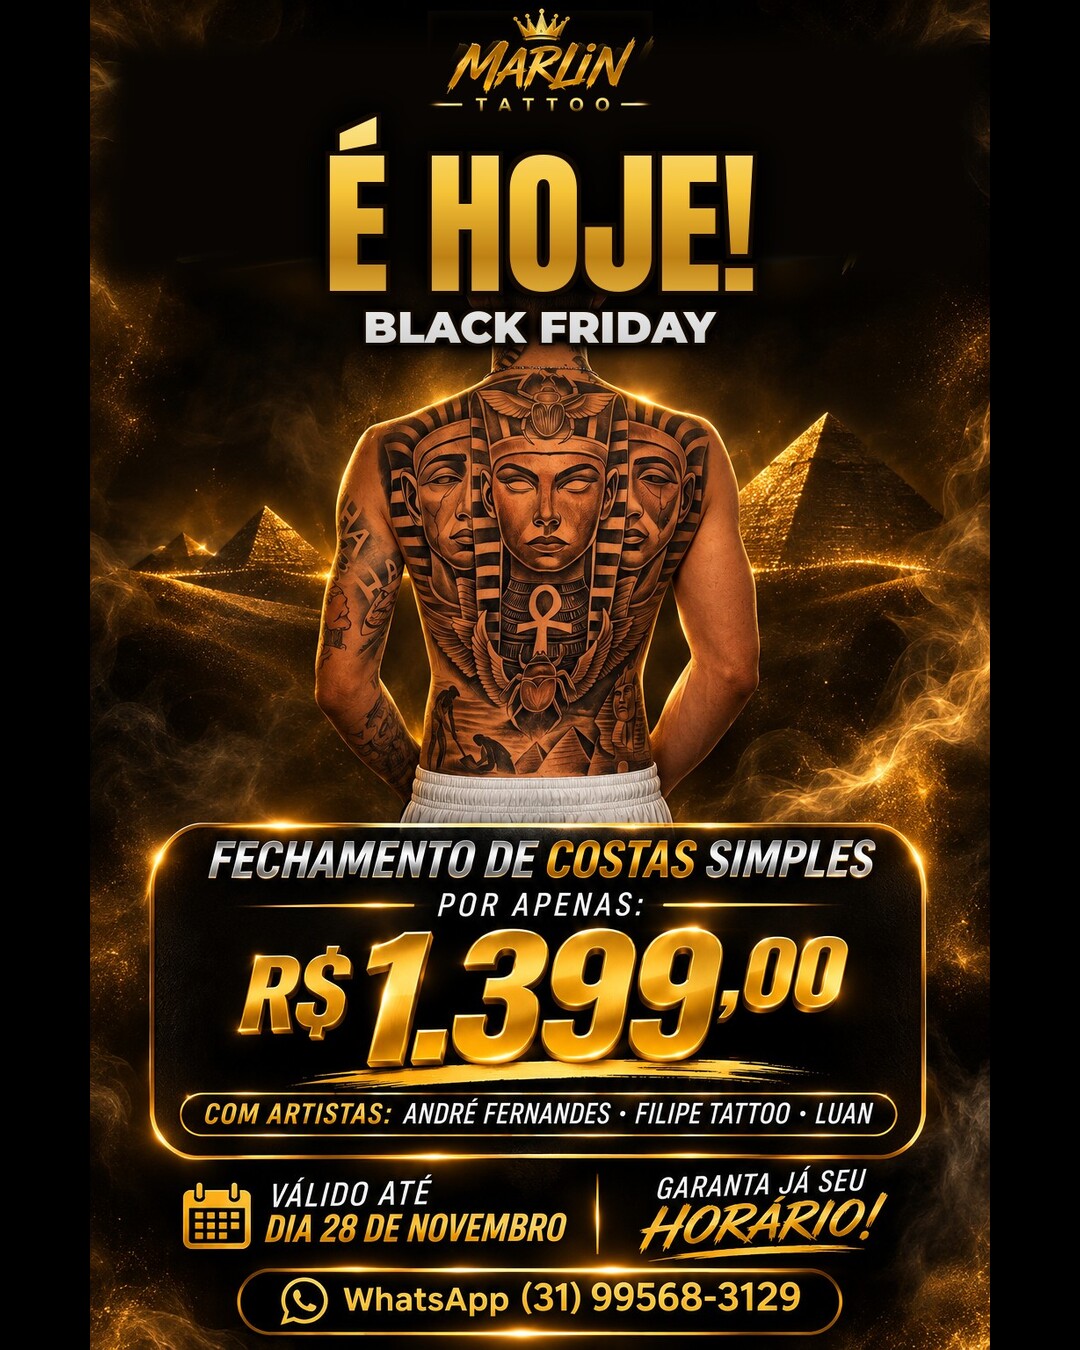 MARLiN
TATTOO
É HOJE!
BLACK FRIDAY
FECHAMENTO DE COSTAS SIMPLES
POR APENAS:
R$ 1.399,00
COM ARTISTAS: ANDRÉ FERNANDES • FILIPE TATTOO • LUAN
VÁLIDO ATÉ
DIA 28 DE NOVEMBRO
GARANTA JÁ SEU
HORÁRIO!
WhatsApp (31) 99568-3129